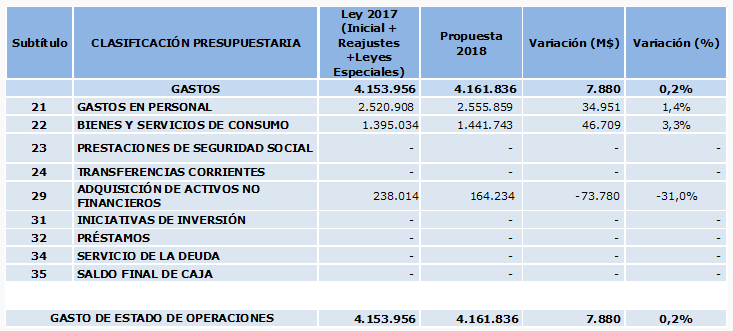 Subtítulo CLASIFICACIÓN PRESUPUESTARIA Ley 2017 (Inicial + Reajustes +Leyes Especiales) Propuesta 2018 Variación (M$) Variación (%)
GASTOS 4.153.956 4.161.836 7.880 0,2%
21 GASTOS EN PERSONAL 2.520.908 2.555.859 34.951 1,4%
22 BIENES Y SERVICIOS DE CONSUMO 1.395.034 1.441.743 46.709 3,3%
23 PRESTACIONES DE SEGURIDAD SOCIAL - - - -
24 TRANSFERENCIAS CORRIENTES - - - -
29 ADQUISICIÓN DE ACTIVOS NO FINANCIEROS 238.014 164.234 -73.780 -31,0%
31 INICIATIVAS DE INVERSIÓN - - - -
32 PRÉSTAMOS - - - -
34 SERVICIO DE LA DEUDA - - - -
35 SALDO FINAL DE CAJA - - - -
GASTO DE ESTADO DE OPERACIONES 4.153.956 4.161.836 7.880 0,2%